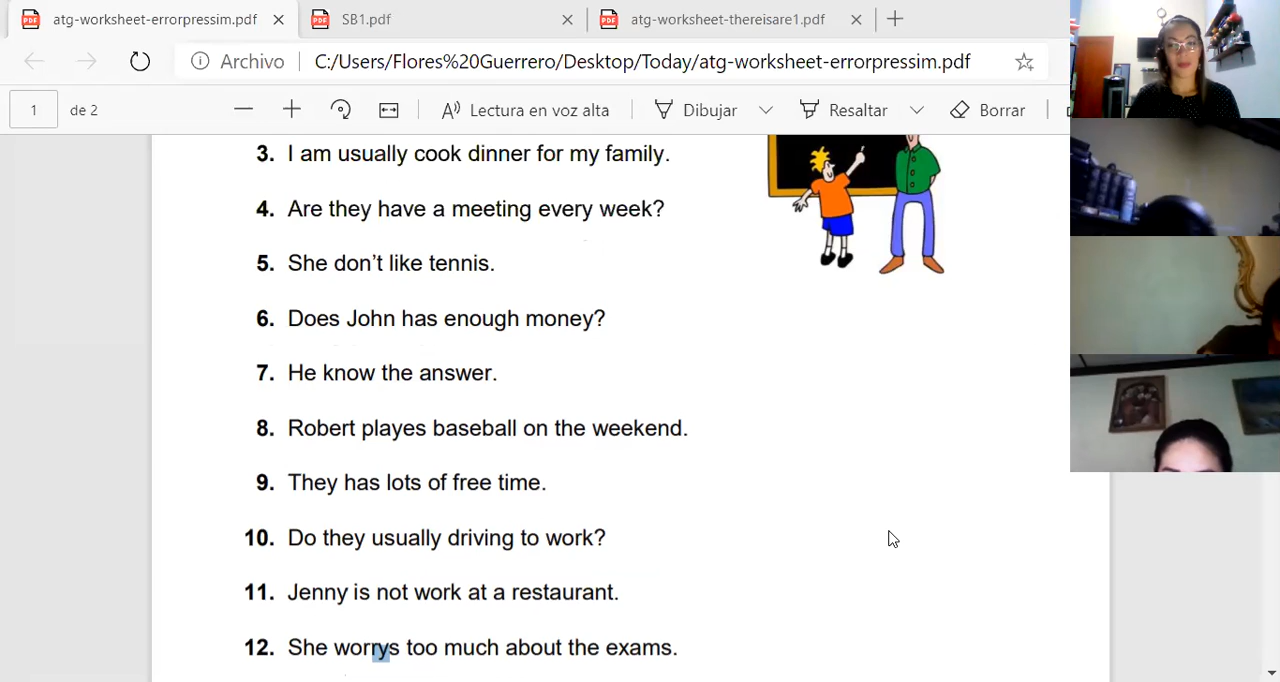 atg-worksheet-errorpressim.pdf
SB1.pdf
atg-worksheet-thereisare1.pdf
Archivo
C:/Users/Flores%20Guerrero/Desktop/Today/atg-worksheet-errorpressim.pdf
1 de 2
Lectura en voz alta
Dibujar
Resaltar
Borrar
3. I am usually cook dinner for my family.
4. Are they have a meeting every week?
5. She don’t like tennis.
6. Does John has enough money?
7. He know the answer.
8. Robert playes baseball on the weekend.
9. They has lots of free time.
10. Do they usually driving to work?
11. Jenny is not work at a restaurant.
12. She worrys too much about the exams.